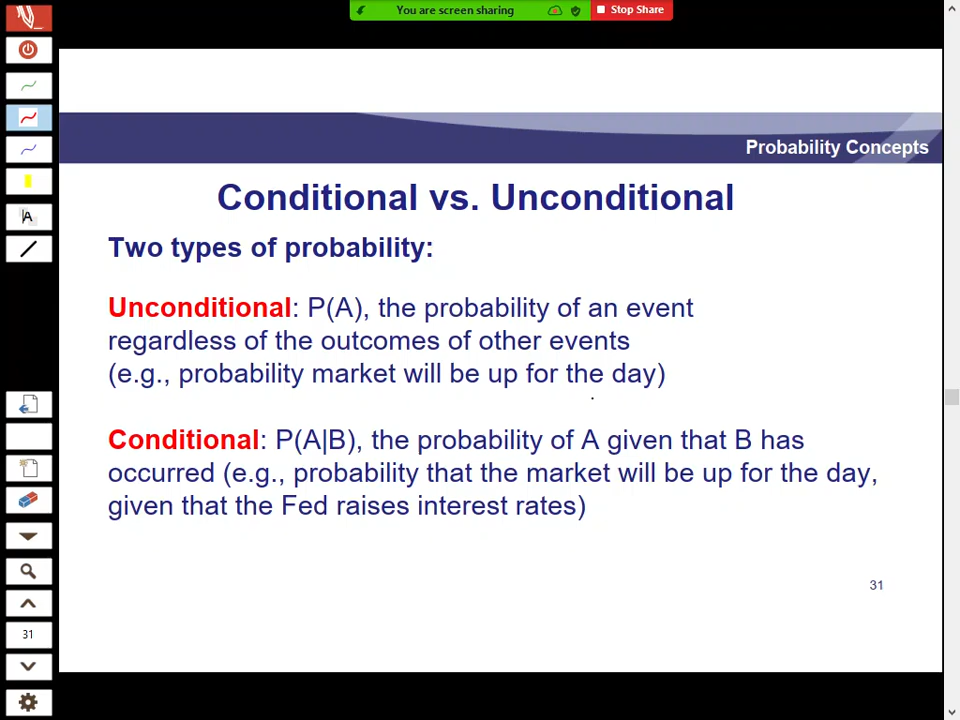 You are screen sharing
Stop Share
Probability Concepts
Conditional vs. Unconditional
Two types of probability:
Unconditional: P(A), the probability of an event
regardless of the outcomes of other events
(e.g., probability market will be up for the day)
Conditional: P(A|B), the probability of A given that B has
occurred (e.g., probability that the market will be up for the day,
given that the Fed raises interest rates)
31
A
31